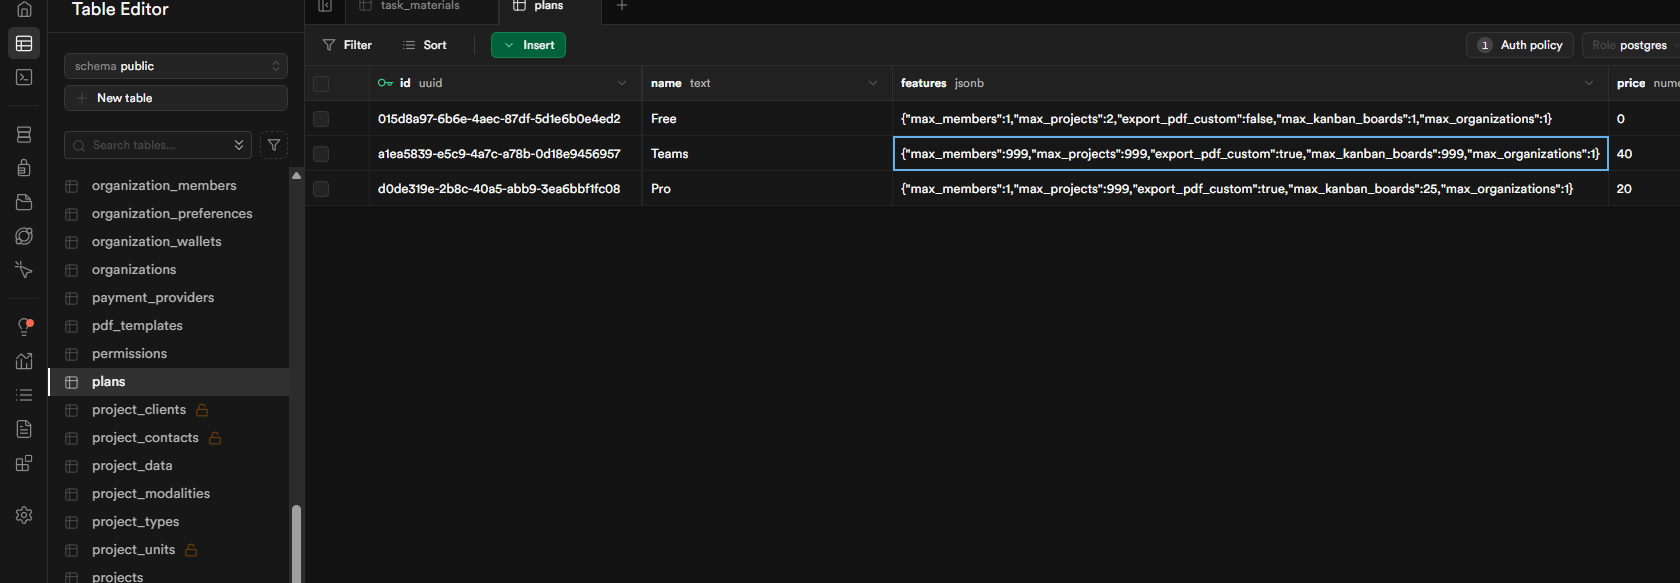 Table Editor
task_materials
plans
Filter
Sort
Insert
1 Auth policy
Role postgres
schema public
New table
Search tables...
id uuid
name text
features jsonb
price nume
015d8a97-6b6e-4aec-87df-5d1e6b0e4ed2 Free {"max_members":1,"max_projects":2,"export_pdf_custom":false,"max_kanban_boards":1,"max_organizations":1} 0
a1ea5839-e5c9-4a7c-a78b-0d18e9456957 Teams {"max_members":999,"max_projects":999,"export_pdf_custom":true,"max_kanban_boards":999,"max_organizations":1} 40
d0de319e-2b8c-40a5-abb9-3ea6bbf1fc08 Pro {"max_members":1,"max_projects":999,"export_pdf_custom":true,"max_kanban_boards":25,"max_organizations":1} 20
organization_members
organization_preferences
organization_wallets
organizations
payment_providers
pdf_templates
permissions
plans
project_clients
project_contacts
project_data
project_modalities
project_types
project_units
projects